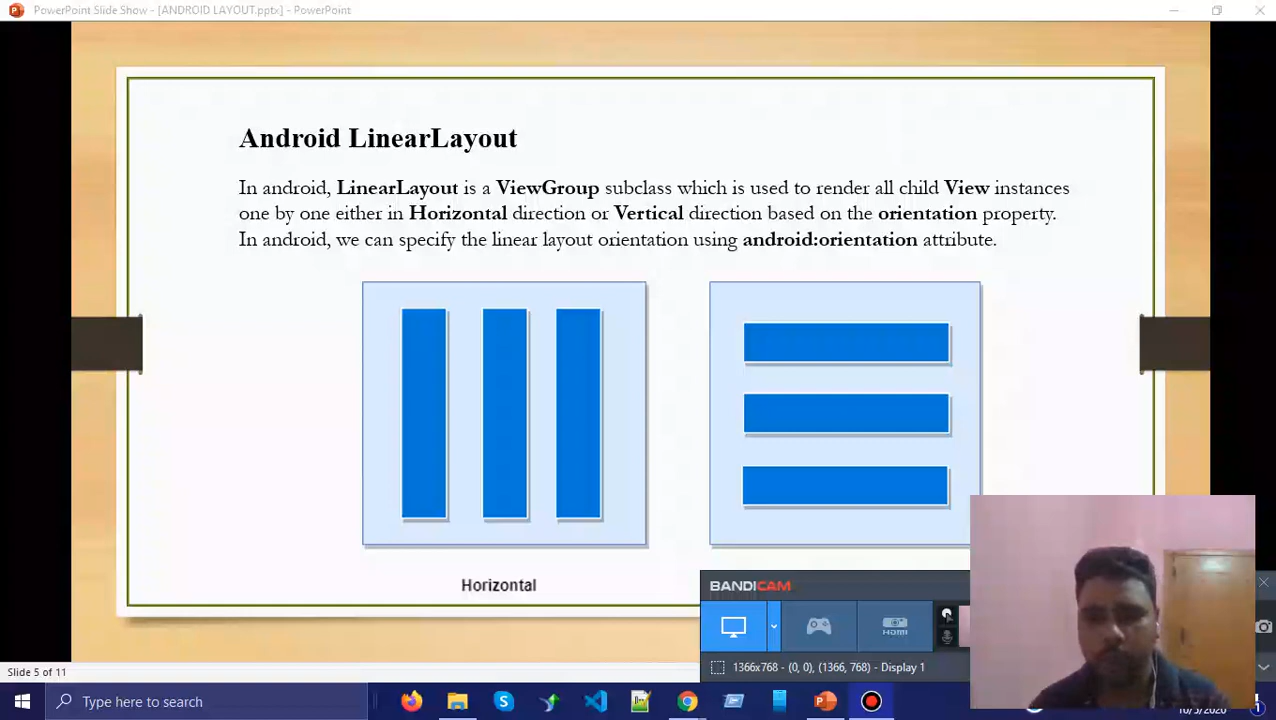 PowerPoint Slide Show - [ANDROID LAYOUT.pptx] - PowerPoint
Android LinearLayout
In android, LinearLayout is a ViewGroup subclass which is used to render all child View instances
one by one either in Horizontal direction or Vertical direction based on the orientation property.
In android, we can specify the linear layout orientation using android:orientation attribute.
Horizontal
BANDICAM
HDMI
1366x768 - (0, 0), (1366, 768) - Display 1
Slide 5 of 11
Type here to search